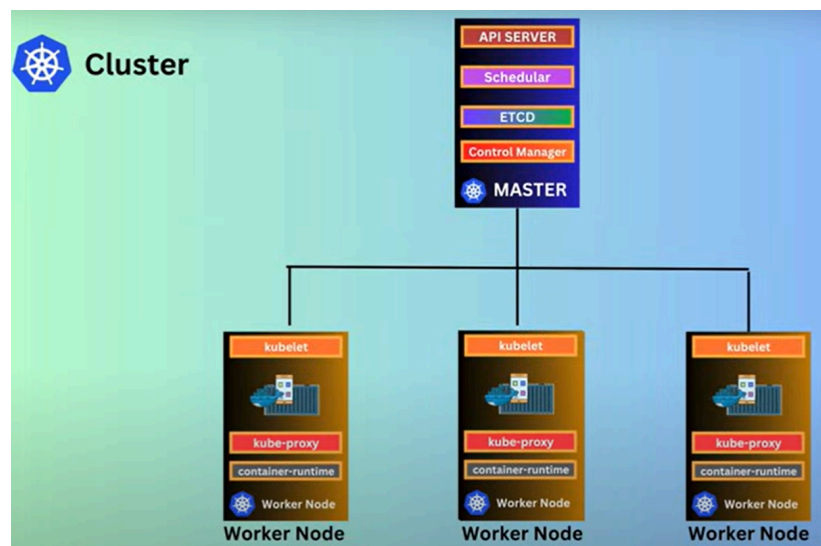 Cluster
API SERVER
Schedular
ETCD
Control Manager
MASTER
kubelet
kube-proxy
container-runtime
Worker Node
Worker Node
kubelet
kube-proxy
container-runtime
Worker Node
Worker Node
kubelet
kube-proxy
container-runtime
Worker Node
Worker Node